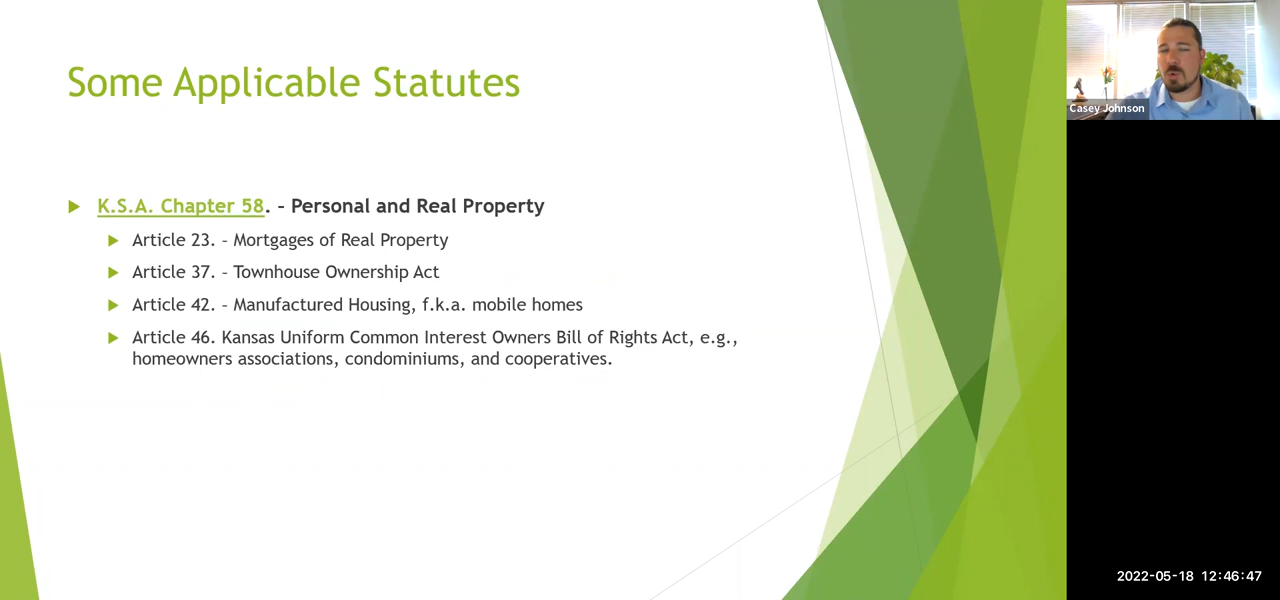 Some Applicable Statutes
K.S.A. Chapter 58. – Personal and Real Property
Article 23. – Mortgages of Real Property
Article 37. – Townhouse Ownership Act
Article 42. – Manufactured Housing, f.k.a. mobile homes
Article 46. Kansas Uniform Common Interest Owners Bill of Rights Act, e.g.,
homeowners associations, condominiums, and cooperatives.
Casey Johnson
2022-05-18 12:46:47